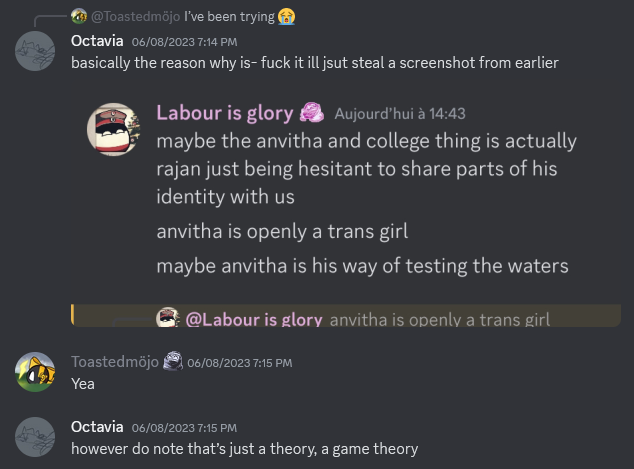 @Toastedmöjo I've been trying 😭
Octavia 06/08/2023 7:14 PM
basically the reason why is- fuck it ill jsut steal a screenshot from earlier
Labour is glory Aujourd'hui à 14:43
maybe the anvitha and college thing is actually
rajan just being hesitant to share parts of his
identity with us
anvitha is openly a trans girl
maybe anvitha is his way of testing the waters
@Labour is glory anvitha is openly a trans girl
Toastedmöjo 06/08/2023 7:15 PM
Yea
Octavia 06/08/2023 7:15 PM
however do note that's just a theory, a game theory